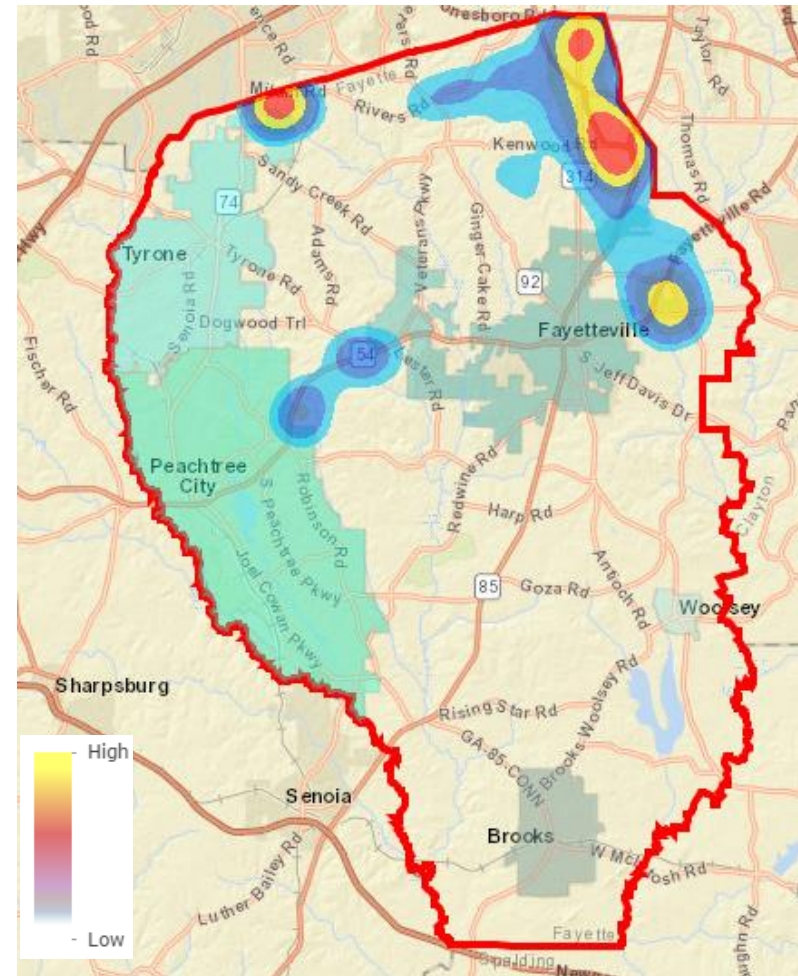 onesboro Rd
Taylor Rd
Fayette
Rivers Rd
Kenwood Rd
314
Thomas Rd
Sandy Creek Rd
74
Veterans Pkwy
Ginger Cake Rd
Fayetteville Rd
Hwy
Tyrone
Tyrone Rd
Adams Rd
92
Senoia Rd
Dogwood Trl
Fayetteville
54
Lester Rd
S Jeff Davis Dr
Fischer Rd
Peachtree
City
Redwine Rd
Robinson Rd
S Peachtree Pkwy
Harp Rd
Clayton
Joel Cowan Pkwy
85
Goza Rd
Antioch Rd
Woolsey
Sharpsburg
Rising Star Rd
Brooks-Woolsey Rd
GA-85-CONN
High
Senoia
Brooks
W McIntosh Rd
Luther Bailey Rd
Low
Fayette
Spalding